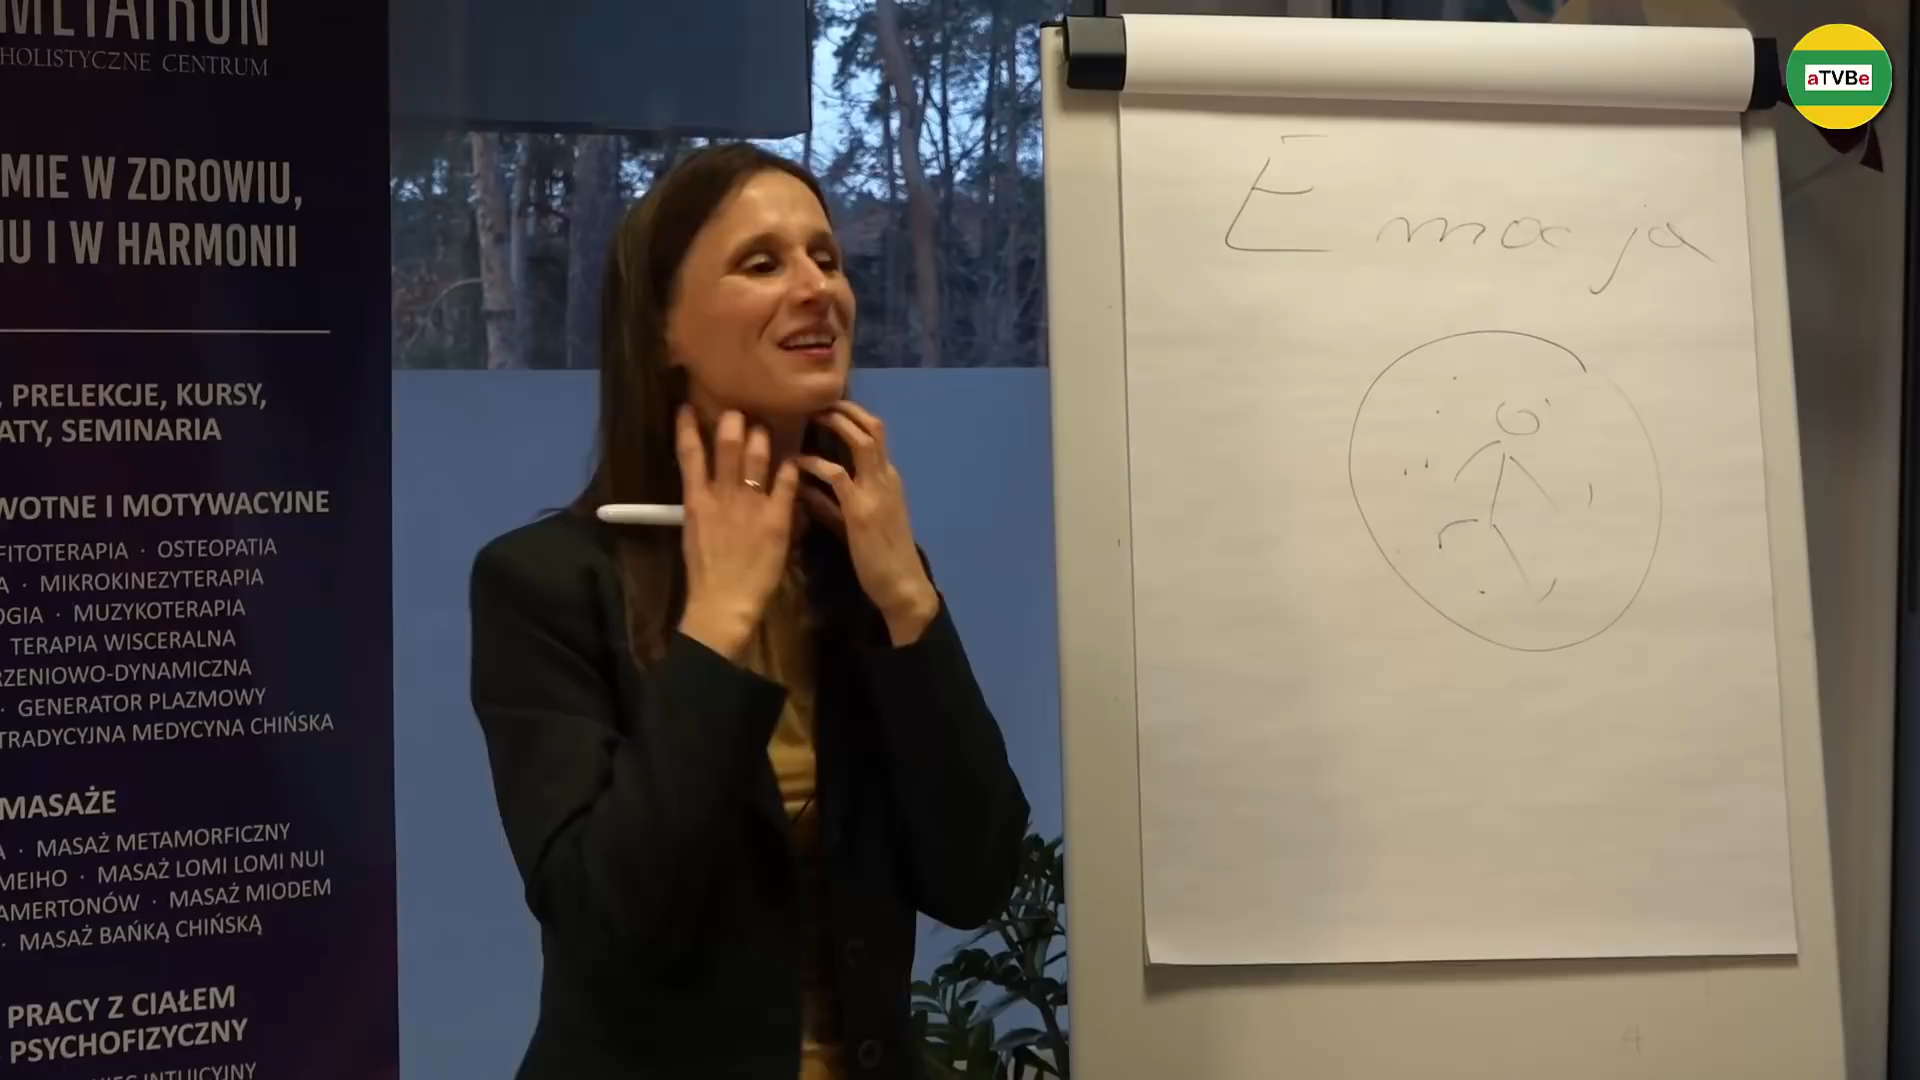 METATRON
HOLISTYCZNE CENTRUM
MIE W ZDROWIU,
IU I W HARMONII
, PRELEKCJE, KURSY,
ATY, SEMINARIA
WOTNE I MOTYWACYJNE
FITOTERAPIA · OSTEOPATIA
A · MIKROKINEZYTERAPIA
OGIA · MUZYKOTERAPIA
TERAPIA WISCERALNA
RZENIOWO-DYNAMICZNA
· GENERATOR PLAZMOWY
TRADYCYJNA MEDYCYNA CHIŃSKA
MASAŻE
A · MASAŻ METAMORFICZNY
MEIHO · MASAŻ LOMI LOMI NUI
AMERTONÓW · MASAŻ MIODEM
· MASAŻ BAŃKĄ CHIŃSKĄ
PRACY Z CIAŁEM
PSYCHOFIZYCZNY
NIEC INTUICYJNY
Emocja
aTVBe